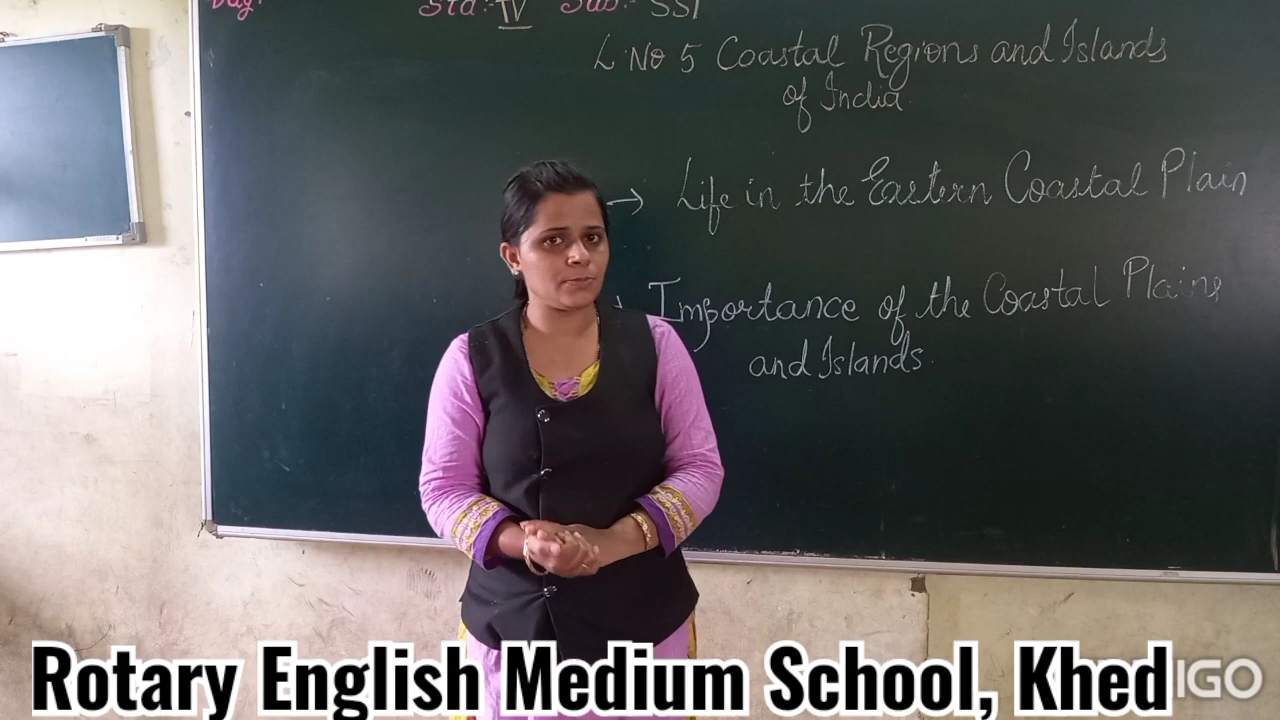 Day:
Std:- IV Sub:- SST
L No 5 Coastal Regions and Islands
of India
→ Life in the Eastern Coastal Plain
Importance of the Coastal Plains
and Islands.
Rotary English Medium School, Khed
IGO